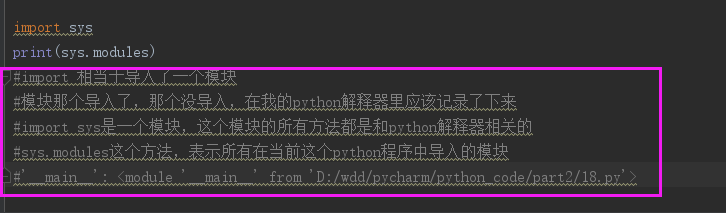 import sys
print(sys.modules)
#import 相当于导入了一个模块
#模块那个导入了，那个没导入，在我的python解释器里应该记录了下来
#import sys是一个模块，这个模块的所有方法都是和python解释器相关的
#sys.modules这个方法，表示所有在当前这个python程序中导入的模块
#'__main__': <module '__main__' from 'D:/wdd/pycharm/python_code/part2/18.py'>